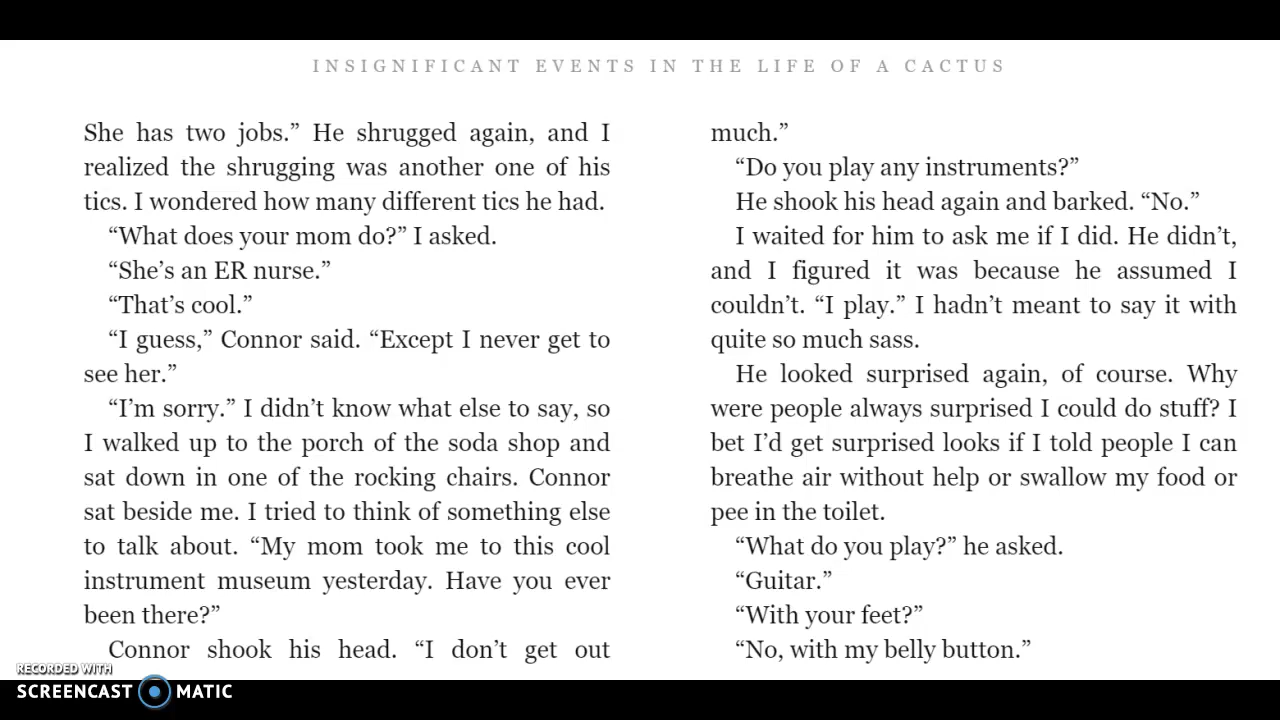 INSIGNIFICANT EVENTS IN THE LIFE OF A CACTUS
She has two jobs.” He shrugged again, and I
realized the shrugging was another one of his
tics. I wondered how many different tics he had.
“What does your mom do?” I asked.
“She’s an ER nurse.”
“That’s cool.”
“I guess,” Connor said. “Except I never get to
see her.”
“I’m sorry.” I didn’t know what else to say, so
I walked up to the porch of the soda shop and
sat down in one of the rocking chairs. Connor
sat beside me. I tried to think of something else
to talk about. “My mom took me to this cool
instrument museum yesterday. Have you ever
been there?”
Connor shook his head. “I don’t get out
much.”
“Do you play any instruments?”
He shook his head again and barked. “No.”
I waited for him to ask me if I did. He didn’t,
and I figured it was because he assumed I
couldn’t. “I play.” I hadn’t meant to say it with
quite so much sass.
He looked surprised again, of course. Why
were people always surprised I could do stuff? I
bet I’d get surprised looks if I told people I can
breathe air without help or swallow my food or
pee in the toilet.
“What do you play?” he asked.
“Guitar.”
“With your feet?”
“No, with my belly button.”
RECORDED WITH
SCREENCAST MATIC